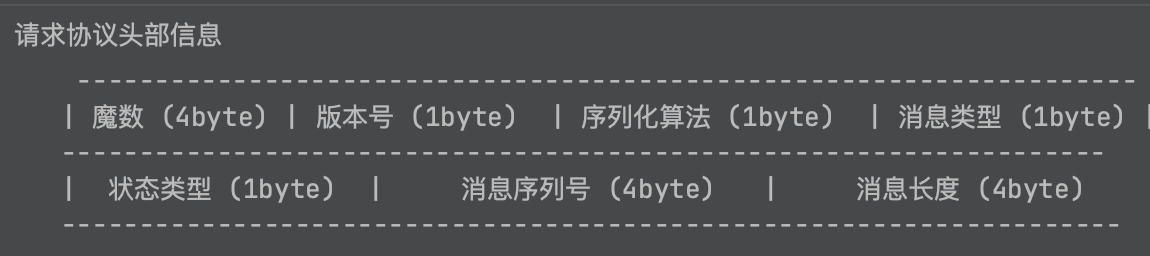 请求协议头部信息
---------------------------------------------------------------------
| 魔数 (4byte) | 版本号 (1byte)  | 序列化算法 (1byte)  | 消息类型 (1byte) |
--------------------------------------------------------------------
|  状态类型 (1byte)  |     消息序列号 (4byte)   |     消息长度 (4byte)
---------------------------------------------------------------------